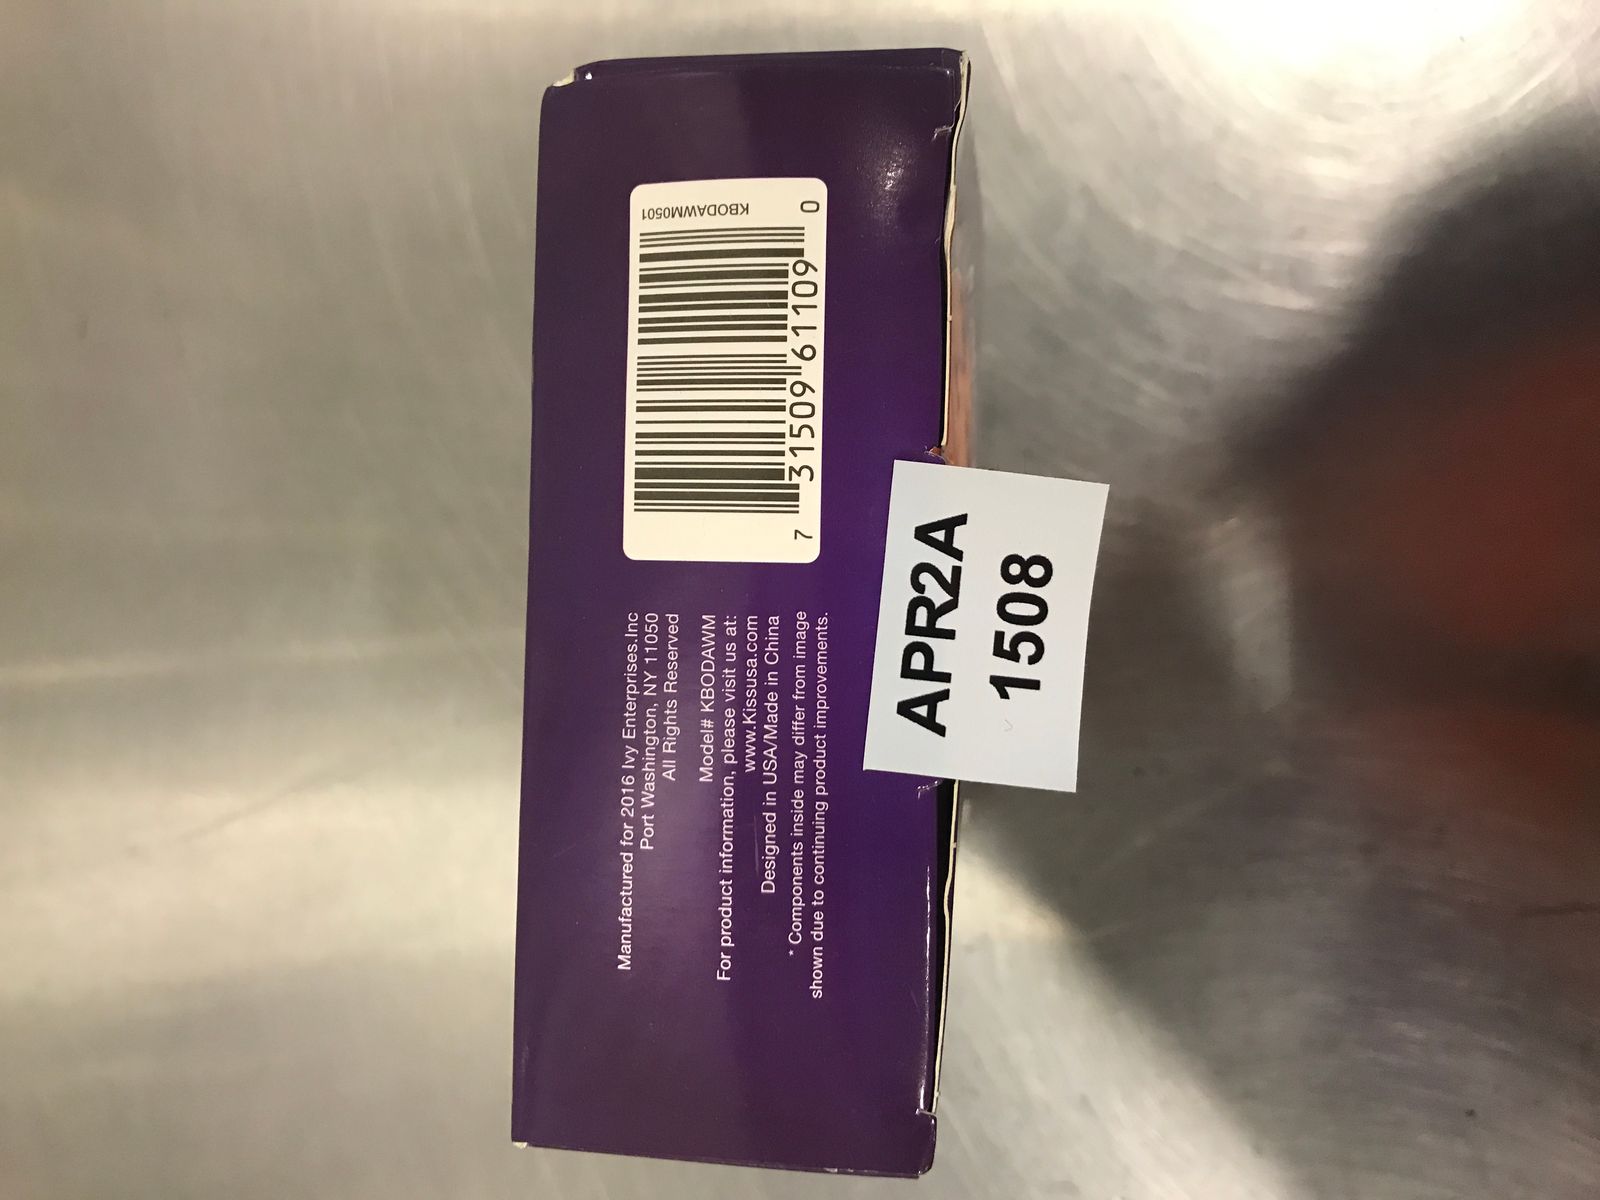 Manufactured for 2016 Ivy Enterprises.Inc
Port Washington, NY 11050
All Rights Reserved
Model# KBODAWM
For product information, please visit us at:
www.Kissusa.com
Designed in USA/Made in China
* Components inside may differ from image
shown due to continuing product improvements.
KBODAWM0501
7 31509 61109 0
APR2A
1508